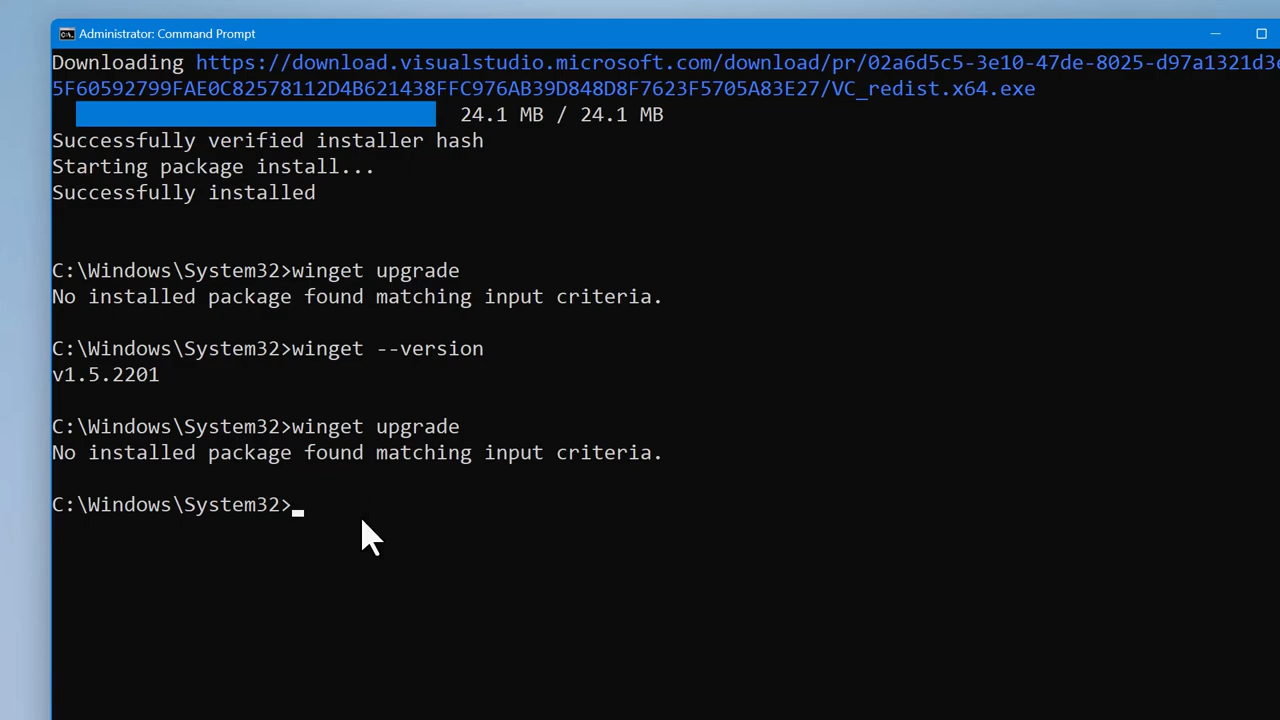 Administrator: Command Prompt
Downloading https://download.visualstudio.microsoft.com/download/pr/02a6d5c5-3e10-47de-8025-d97a1321d3e
5F60592799FAE0C82578112D4B621438FFC976AB39D848D8F7623F5705A83E27/VC_redist.x64.exe
24.1 MB / 24.1 MB
Successfully verified installer hash
Starting package install...
Successfully installed
C:\Windows\System32>winget upgrade
No installed package found matching input criteria.
C:\Windows\System32>winget --version
v1.5.2201
C:\Windows\System32>winget upgrade
No installed package found matching input criteria.
C:\Windows\System32>